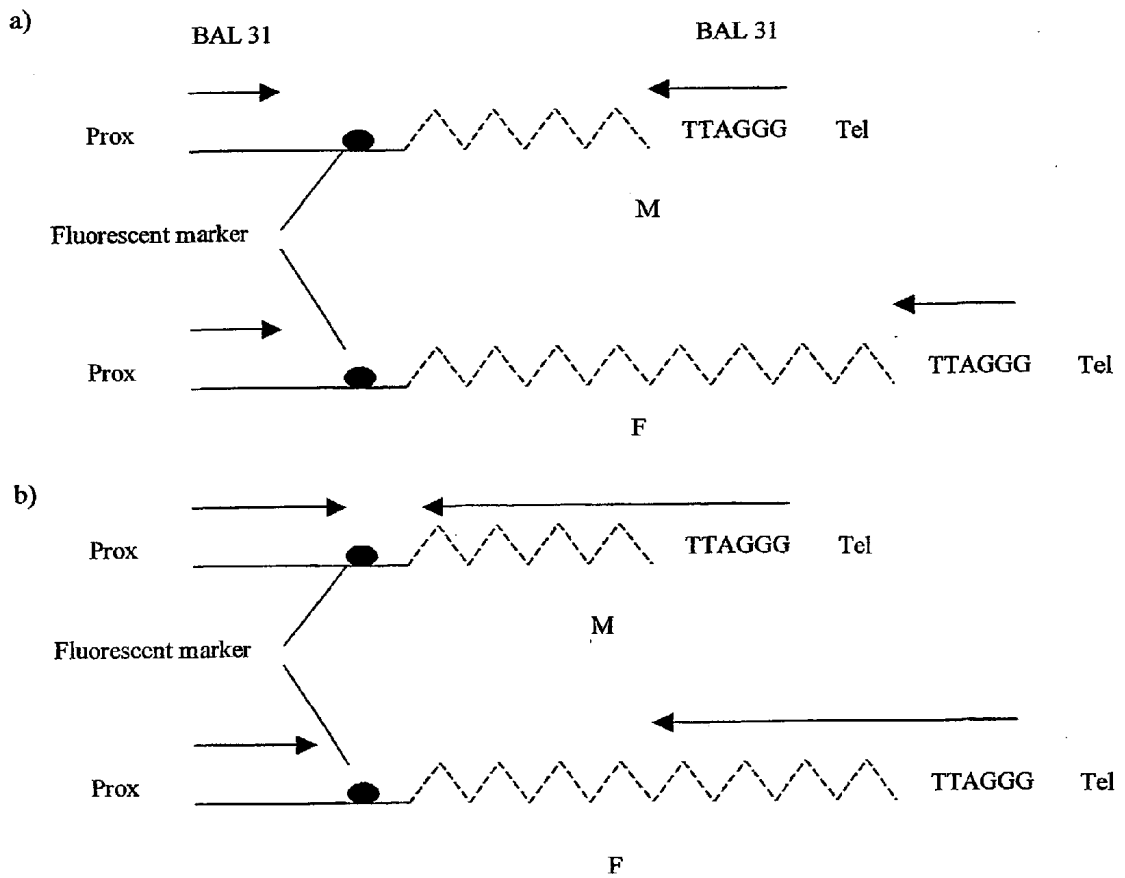 a)
BAL 31 BAL 31
Prox TTAGGG Tel
M
Fluorescent marker
Prox TTAGGG Tel
F
b)
Prox TTAGGG Tel
M
Fluorescent marker
Prox TTAGGG Tel
F